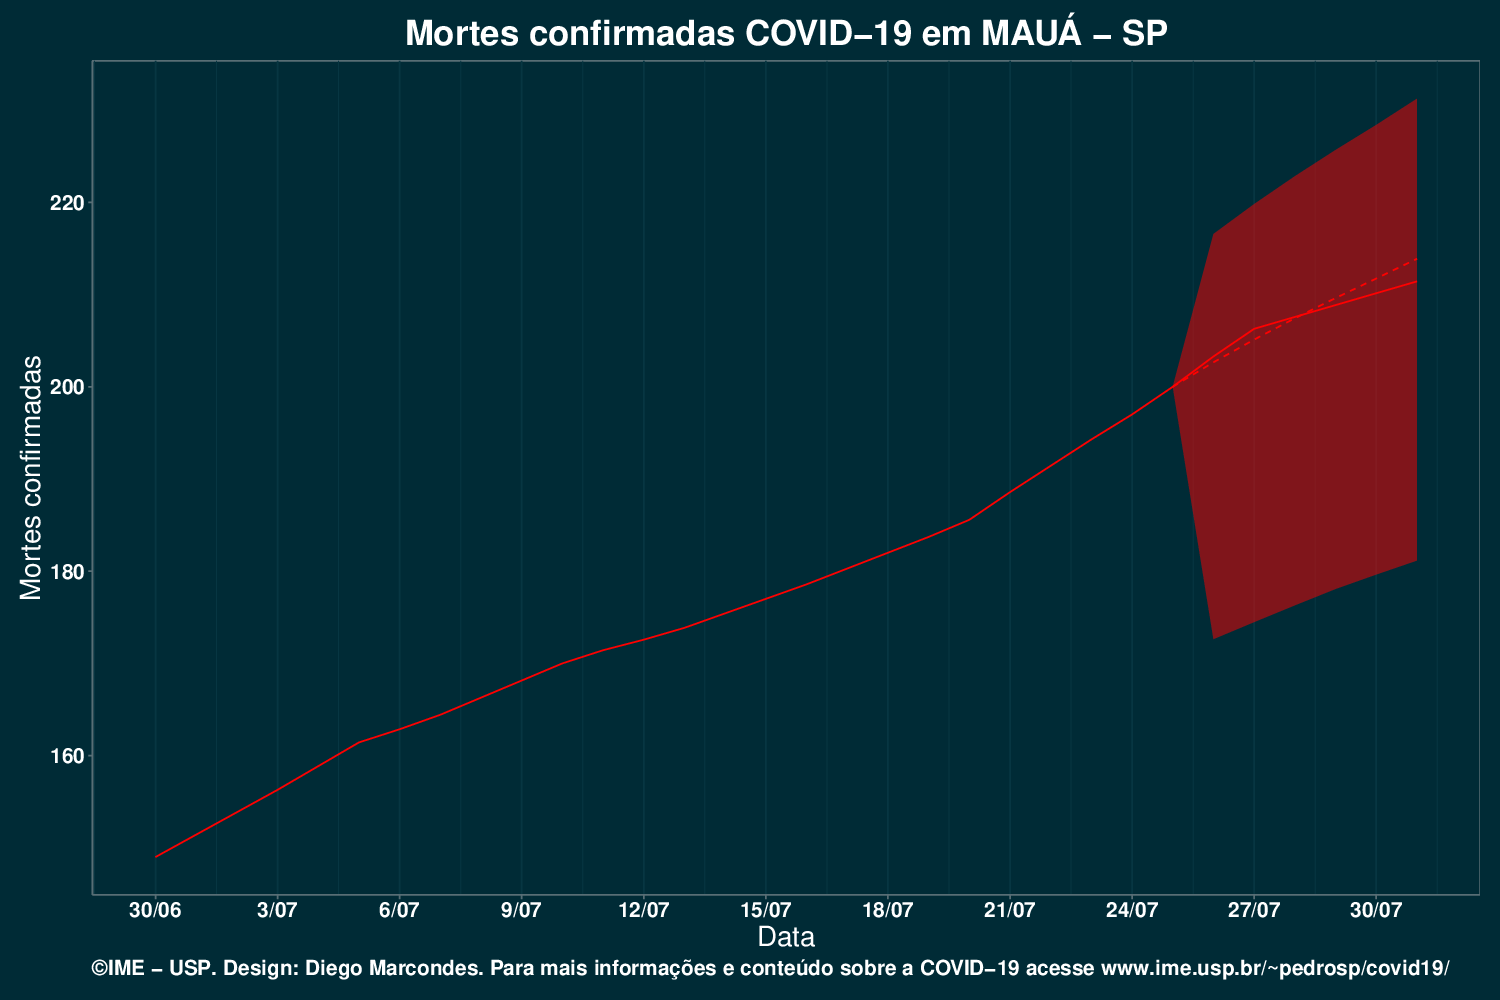 Mortes confirmadas COVID−19 em MAUÁ − SP
Mortes confirmadas
220
200
180
160
30/06 3/07 6/07 9/07 12/07 15/07 18/07 21/07 24/07 27/07 30/07
Data
©IME − USP. Design: Diego Marcondes. Para mais informações e conteúdo sobre a COVID−19 acesse www.ime.usp.br/~pedrosp/covid19/